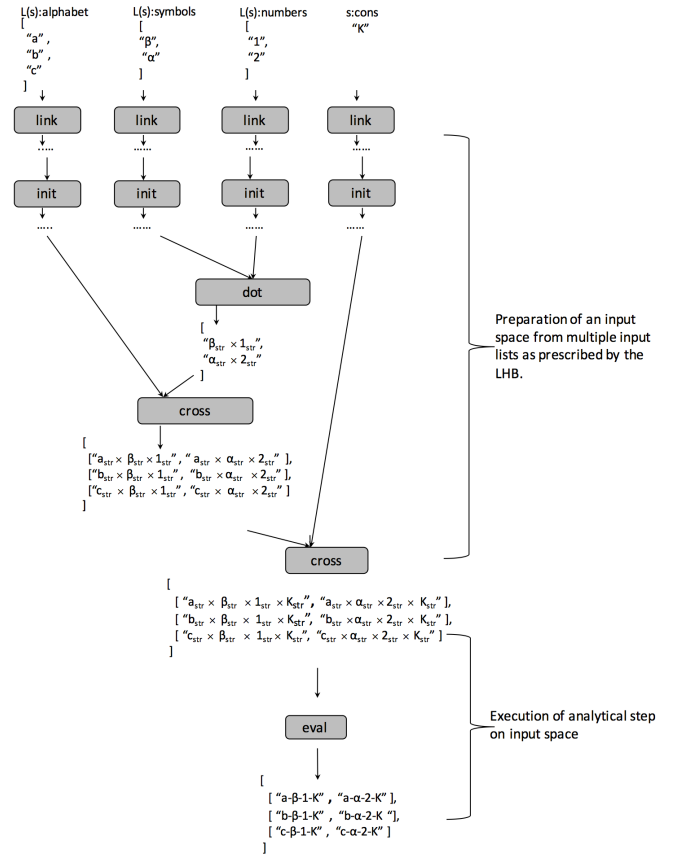 L(s):alphabet L(s):symbols L(s):numbers s:cons
[ [ [ “K”
“a” , “β”, “1”,
“b” , “α” “2”
“c” ] ]
]
link link link link
..... ...... ...... ......
init init init init
..... ...... ...... ......
dot
[
“βstr × 1str”,
“αstr × 2str”
]
cross
[
[“astr × βstr × 1str” , “ astr × αstr × 2str” ],
[“bstr × βstr × 1str”, “bstr × αstr × 2str” ],
[“cstr × βstr × 1str” , “cstr × αstr × 2str” ]
]
Preparation of an input
space from multiple input
lists as prescribed by the
LHB.
cross
[
[ “astr × βstr × 1str × Kstr”, “astr × αstr × 2str × Kstr” ],
[ “bstr × βstr × 1str × Kstr”, “bstr × αstr × 2str × Kstr” ],
[ “cstr × βstr × 1str × Kstr”, “cstr × αstr × 2str × Kstr” ]
]
eval
Execution of analytical step
on input space
[
[ “a-β-1-K” , “a-α-2-K” ],
[ “b-β-1-K” , “b-α-2-K “],
[ “c-β-1-K” , “c-α-2-K” ]
]